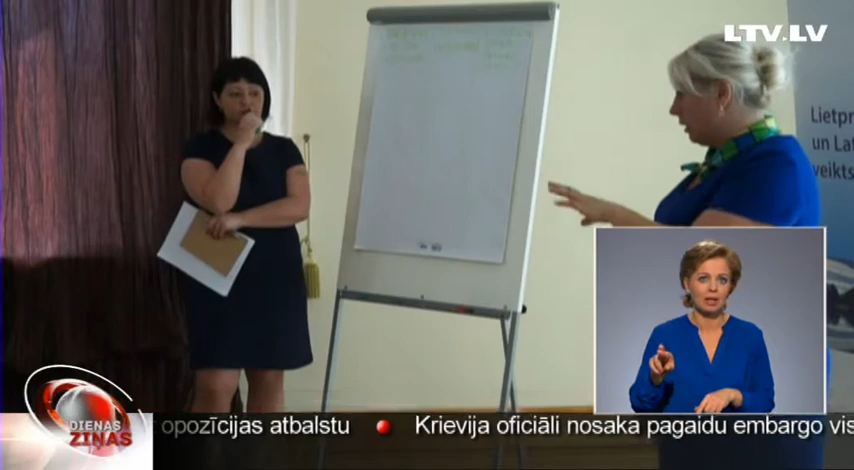 LTV.LV
Lietpr
un Lat
veikts
DIENAS
ZIŅAS
r opozīcijas atbalstu • Krievija oficiāli nosaka pagaidu embargo vis